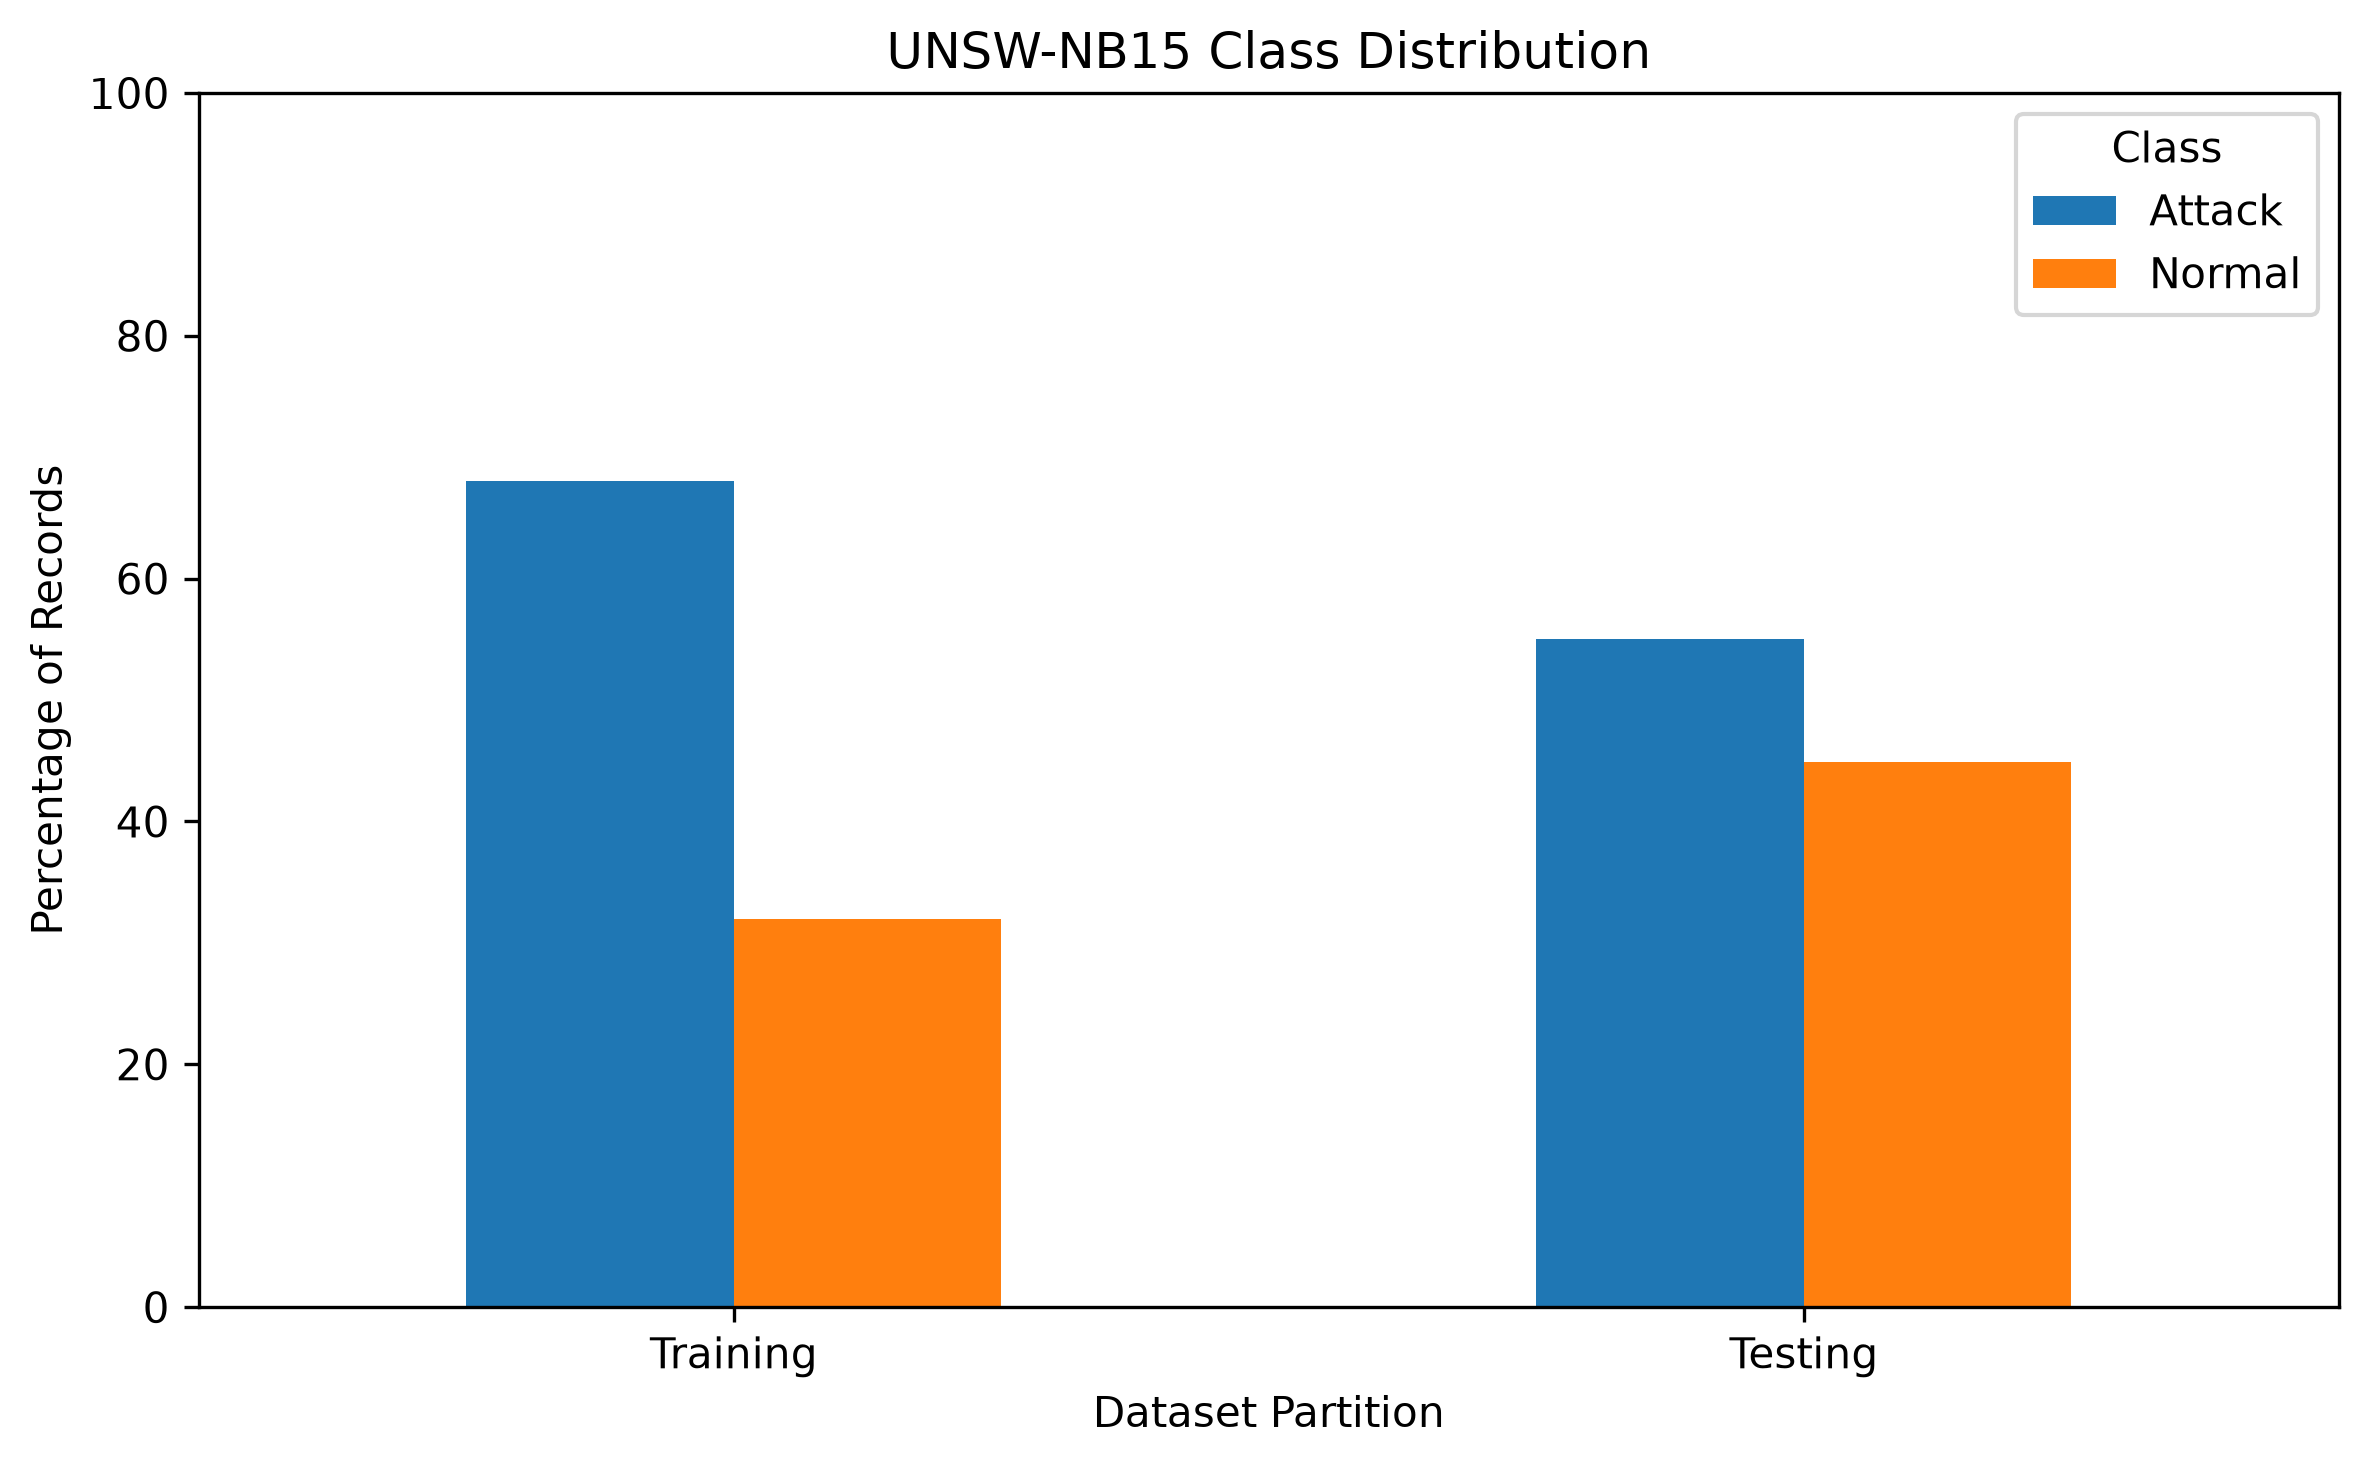 UNSW-NB15 Class Distribution
100
80
60
40
20
0
Percentage of Records
Class
Attack
Normal
Training
Testing
Dataset Partition